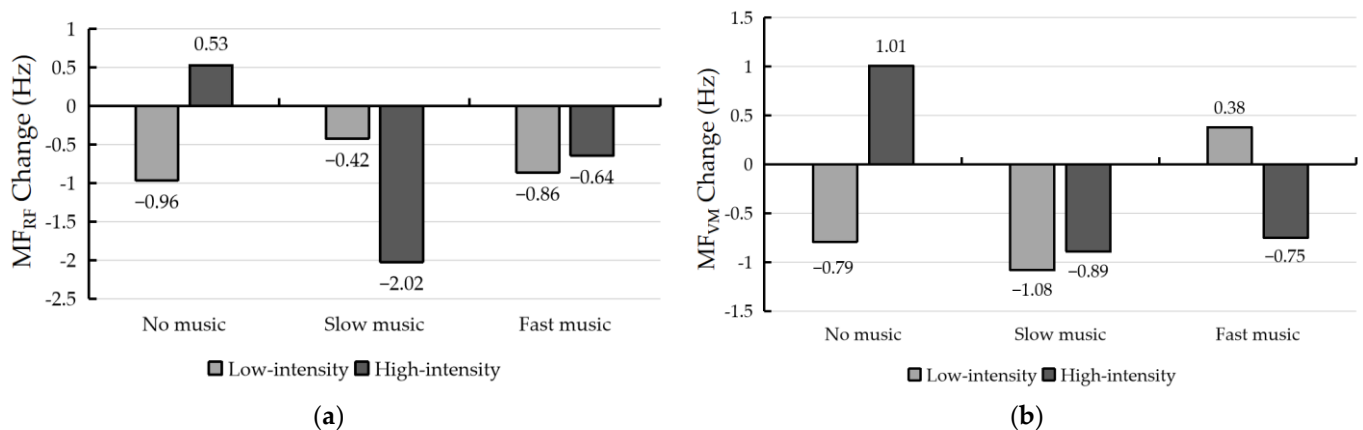 MF_RF Change (Hz)
1
0.5
0
-0.5
-1
-1.5
-2
-2.5
0.53
−0.42
−0.96
−0.86
−0.64
−2.02
No music
Slow music
Fast music
Low-intensity High-intensity
(a)
MF_VM Change (Hz)
1.5
1
0.5
0
-0.5
-1
-1.5
1.01
0.38
−0.79
−1.08
−0.89
−0.75
No music
Slow music
Fast music
Low-intensity High-intensity
(b)